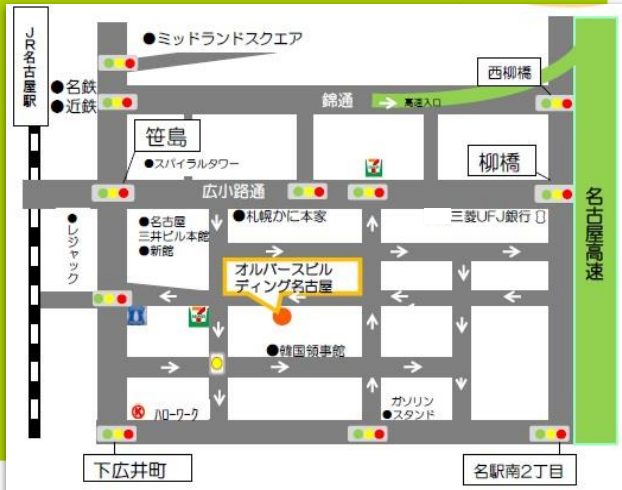 JR名古屋駅
●ミッドランドスクエア
●名鉄
●近鉄
錦通
高速入口
西柳橋
笹島
●スパイラルタワー
柳橋
広小路通
●レジャック
●名古屋
三井ビル本館
●新館
●札幌かに本家
三菱UFJ銀行
名古屋高速
オルバースビル
ディング名古屋
●韓国領事館
ハローワーク
ガソリン
●スタンド
下広井町
名駅南2丁目